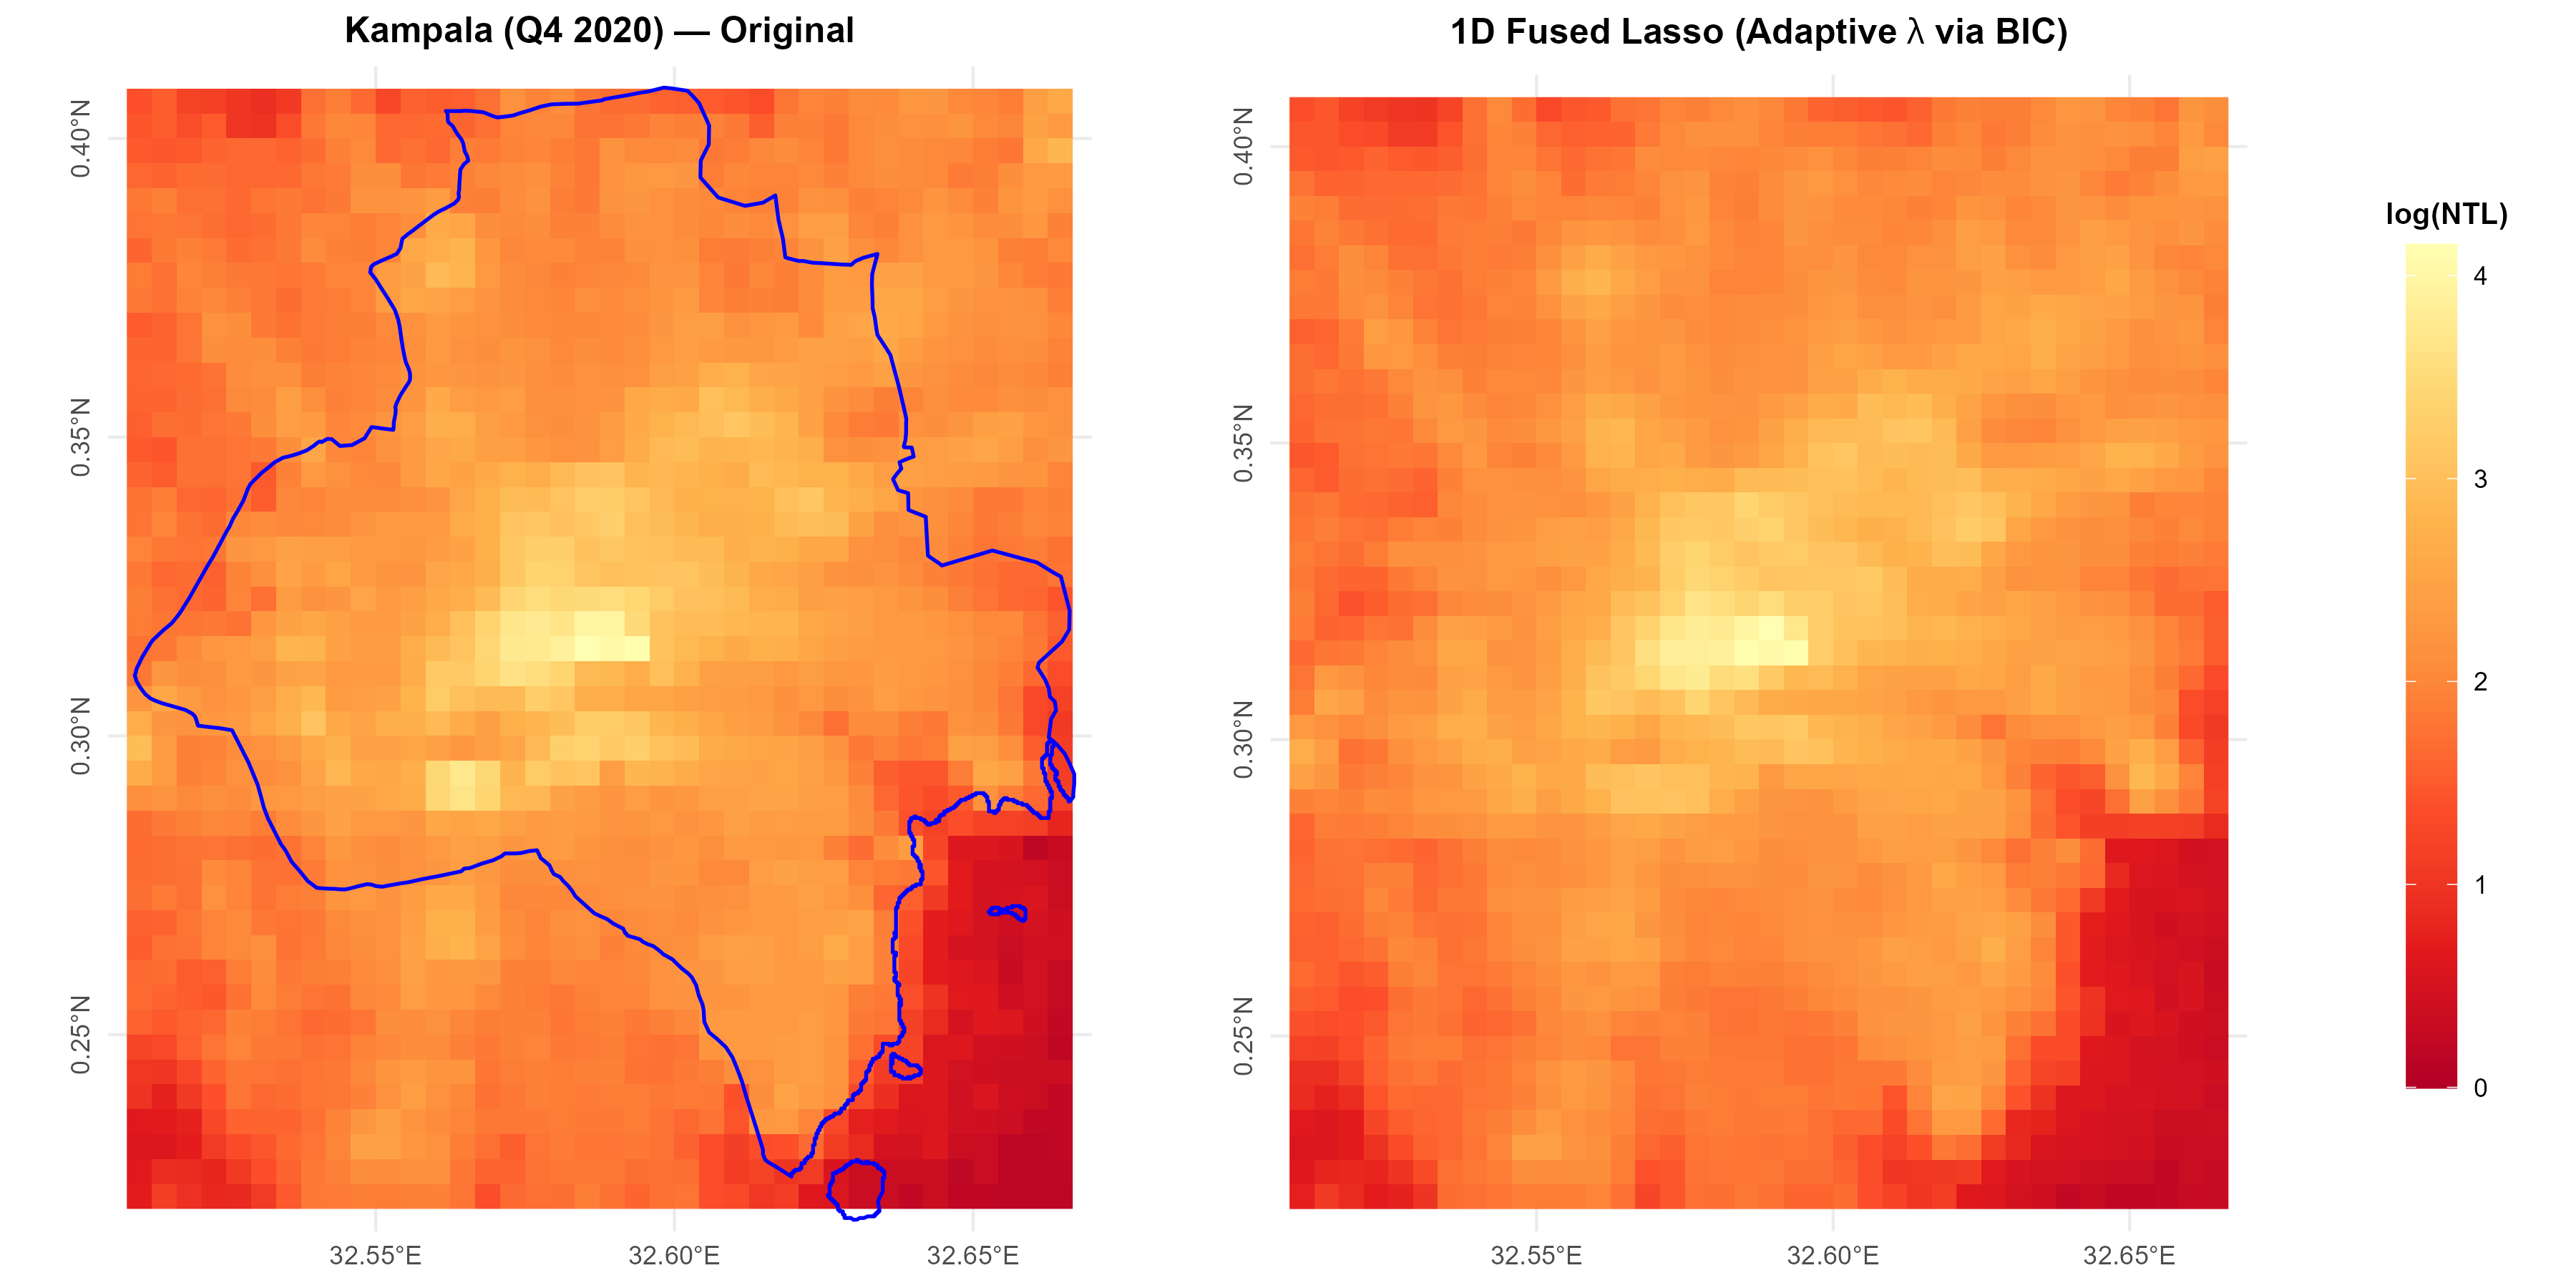 Kampala (Q4 2020) — Original
0.40°N
0.35°N
0.30°N
0.25°N
32.55°E
32.60°E
32.65°E
1D Fused Lasso (Adaptive λ via BIC)
0.40°N
0.35°N
0.30°N
0.25°N
32.55°E
32.60°E
32.65°E
log(NTL)
4
3
2
1
0